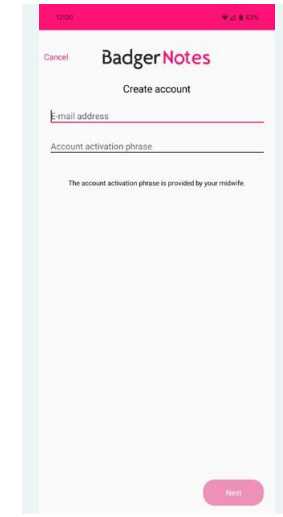 12:00 82%
Cancel
BadgerNotes
Create account
E-mail address
Account activation phrase
The account activation phrase is provided by your midwife.
Next